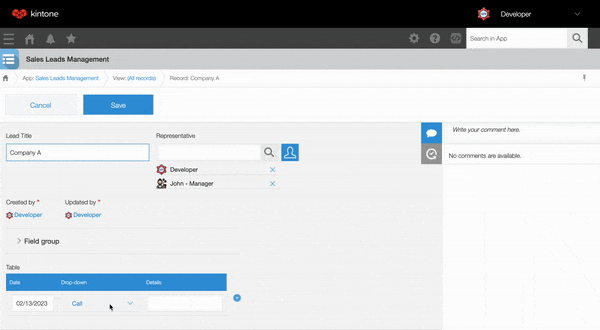 kintone
Developer
Search in App
Sales Leads Management
App: Sales Leads Management
View: (All records)
Record: Company A
Cancel
Save
Lead Title
Representative
Company A
Developer
John - Manager
Created by *
Updated by *
Developer
Developer
Field group
Table
Date
Drop-down
Details
02/13/2023
Call
Write your comment here.
No comments are available.